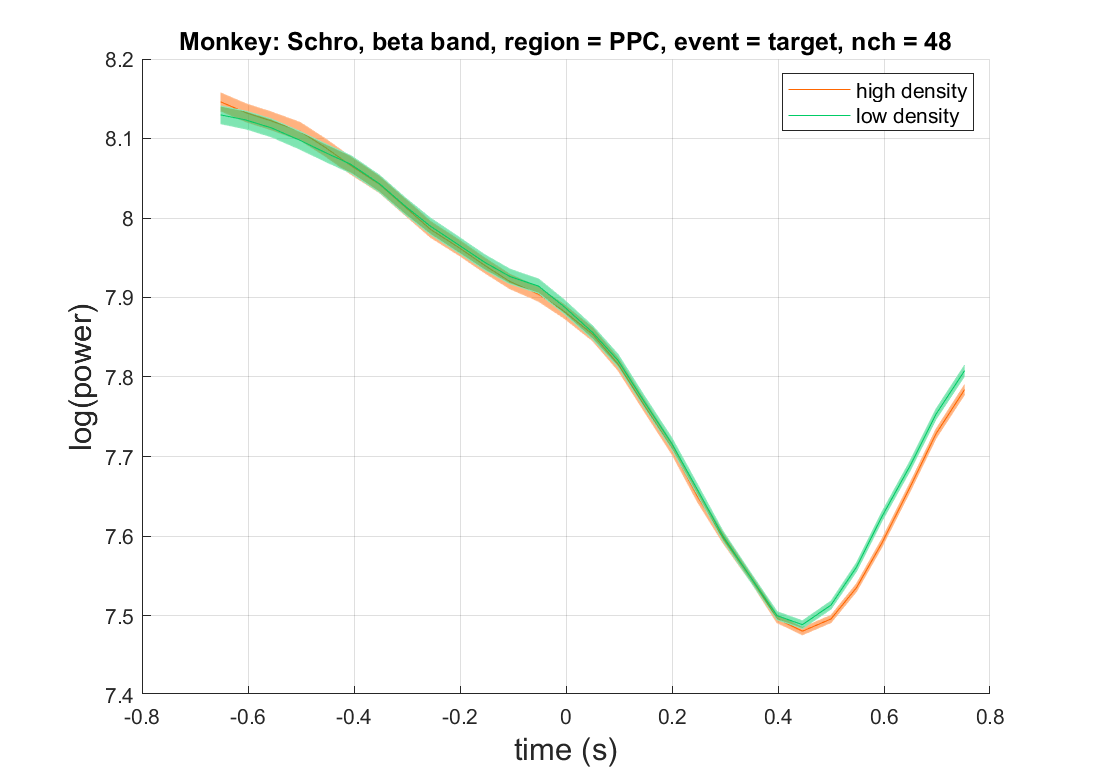 Monkey: Schro, beta band, region = PPC, event = target, nch = 48
8.2
8.1
8
7.9
7.8
7.7
7.6
7.5
7.4
log(power)
high density
low density
-0.8 -0.6 -0.4 -0.2 0 0.2 0.4 0.6 0.8
time (s)